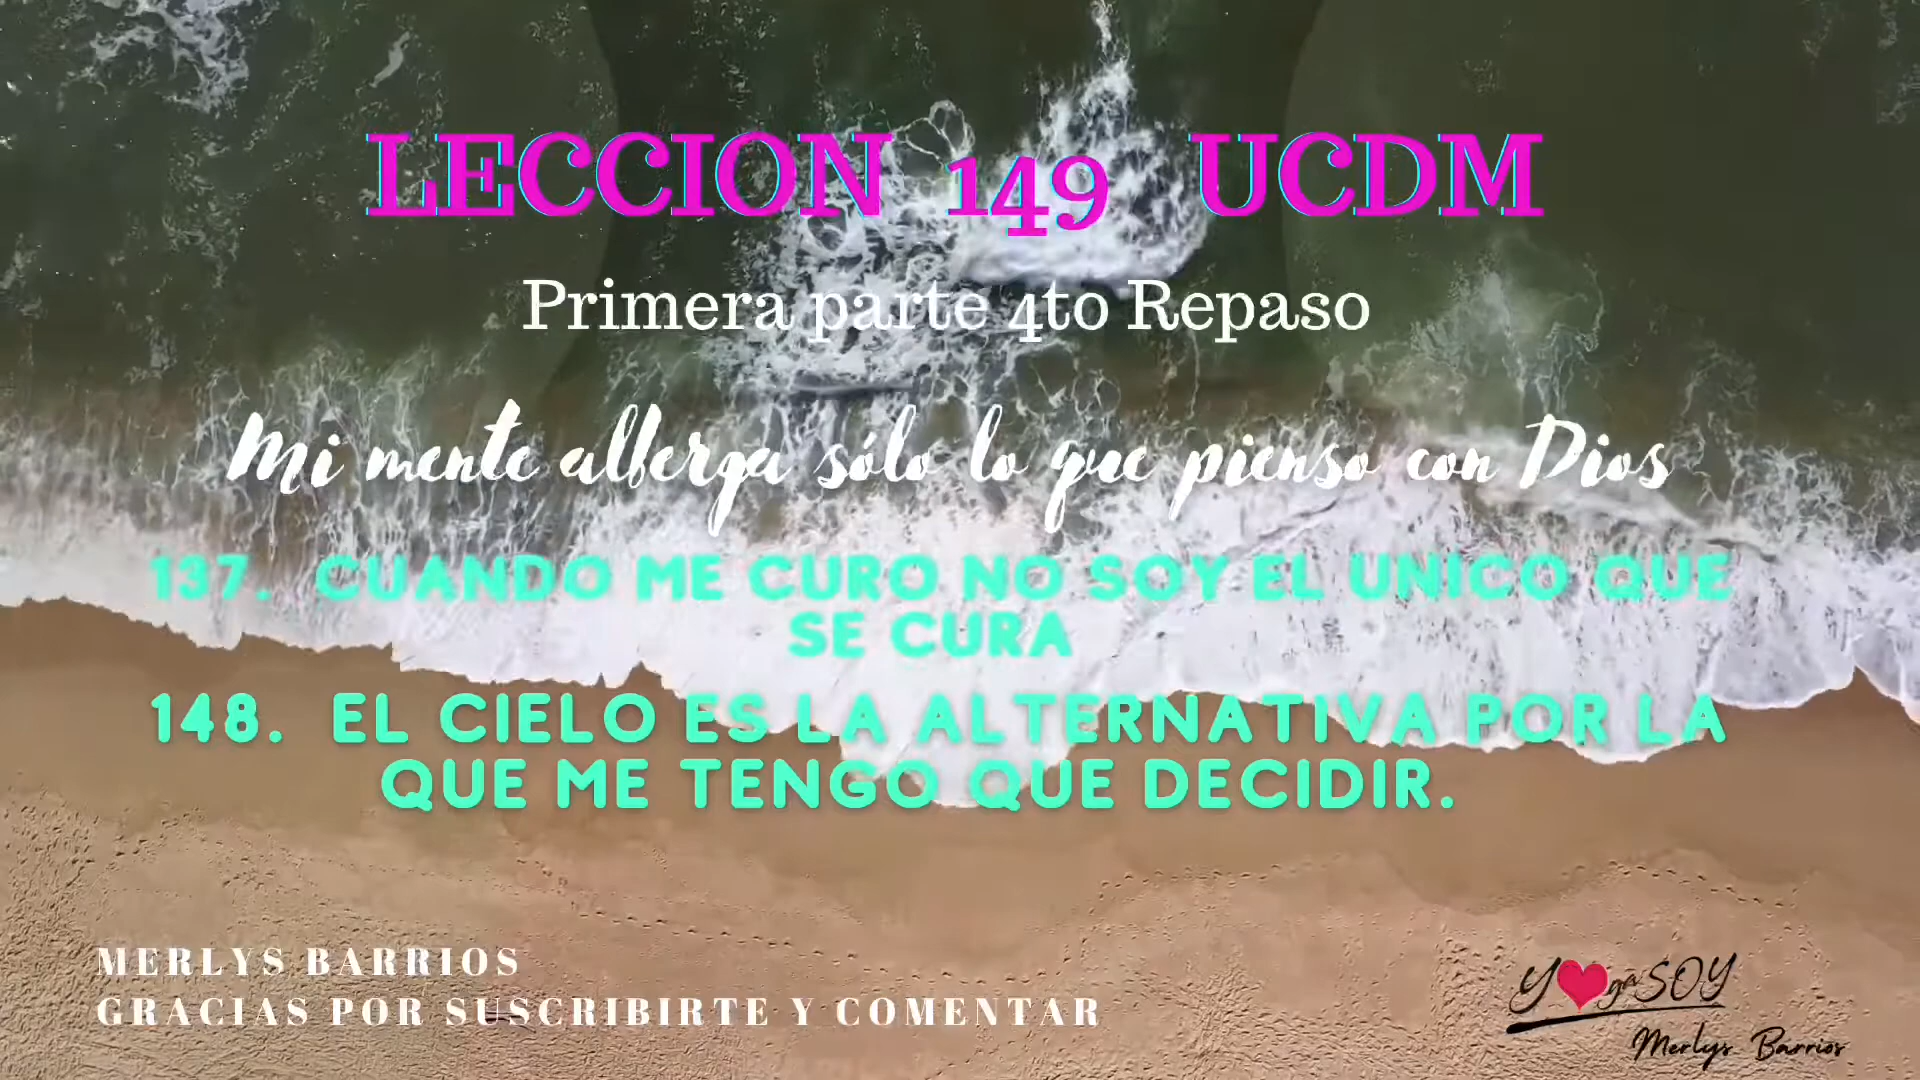 LECCION 149 UCDM
Primera parte 4to Repaso
Mi mente alberga sólo lo que pienso con Dios
137. CUANDO ME CURO NO SOY EL UNICO QUE
SE CURA
148. EL CIELO ES LA ALTERNATIVA POR LA
QUE ME TENGO QUE DECIDIR.
MERLYS BARRIOS
GRACIAS POR SUSCRIBIRTE Y COMENTAR
Y❤gaSOY
Merlys Barrios